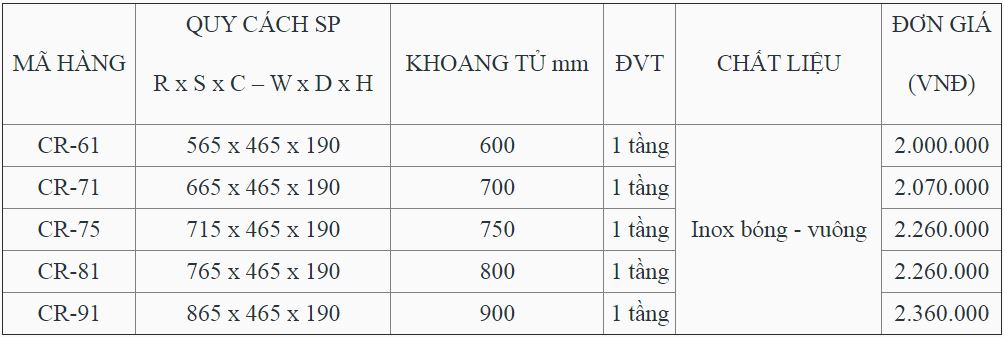 MÃ HÀNG QUY CÁCH SP R x S x C – W x D x H KHOANG TỦ mm ĐVT CHẤT LIỆU ĐƠN GIÁ (VNĐ)
CR-61 565 x 465 x 190 600 1 tầng 2.000.000
CR-71 665 x 465 x 190 700 1 tầng 2.070.000
CR-75 715 x 465 x 190 750 1 tầng Inox bóng - vuông 2.260.000
CR-81 765 x 465 x 190 800 1 tầng 2.260.000
CR-91 865 x 465 x 190 900 1 tầng 2.360.000